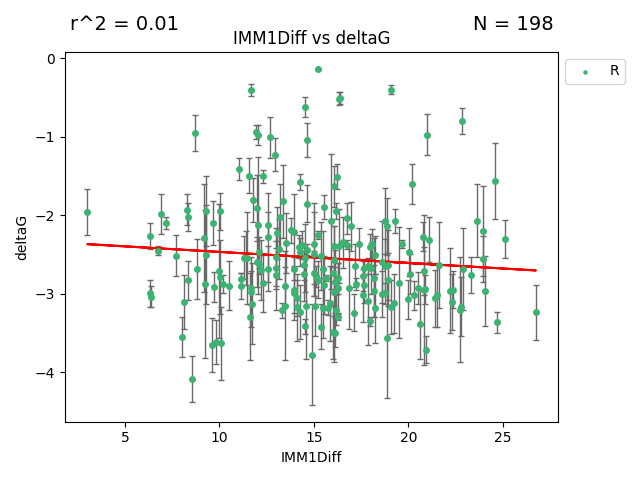 r^2 = 0.01
N = 198
IMM1Diff vs deltaG
R
0
−1
−2
−3
−4
deltaG
5
10
15
20
25
IMM1Diff